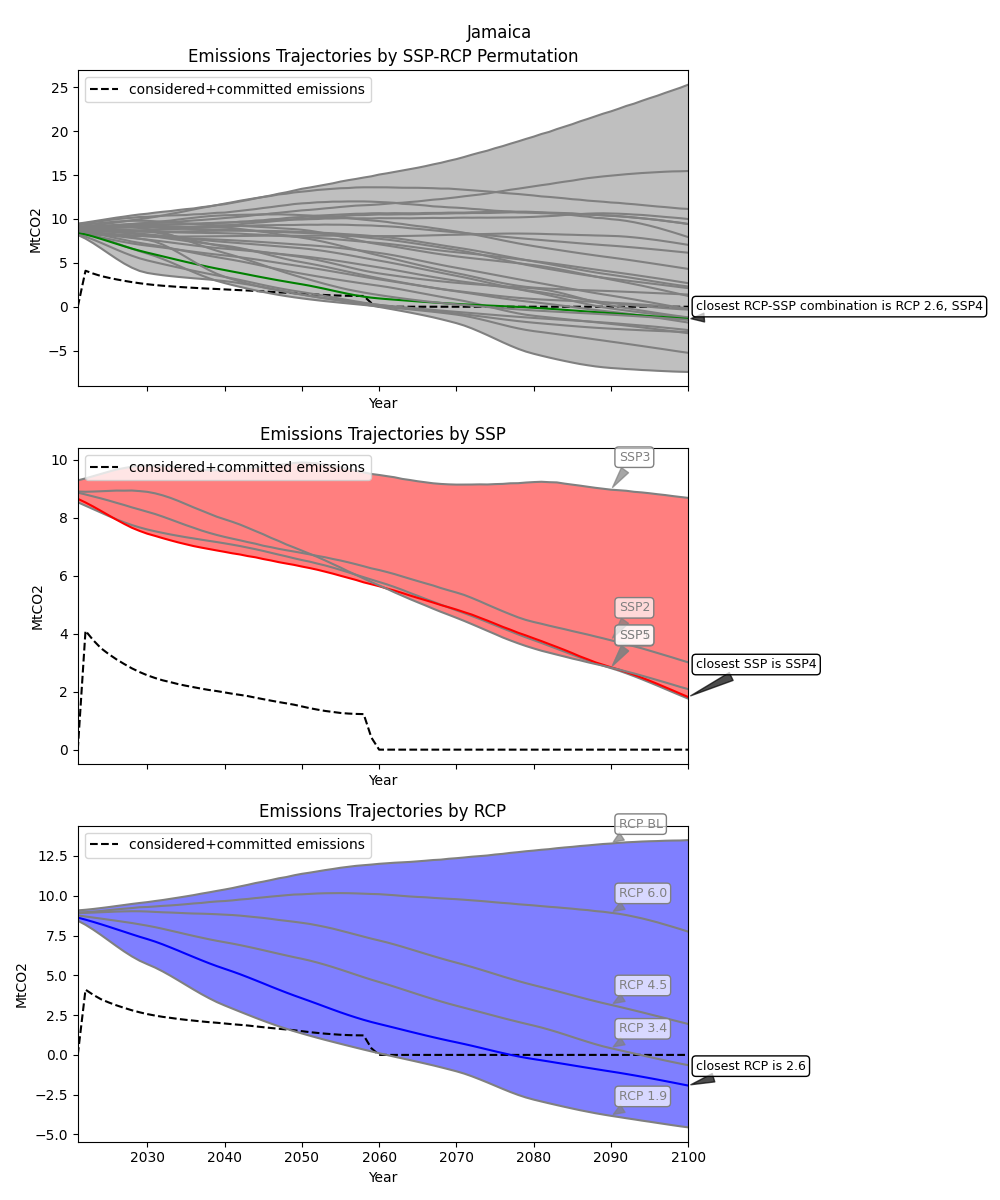 Jamaica
Emissions Trajectories by SSP-RCP Permutation
considered+committed emissions
25
20
15
10
5
0
−5
MtCO2
closest RCP-SSP combination is RCP 2.6, SSP4
Year
Emissions Trajectories by SSP
considered+committed emissions
10
8
6
4
2
0
MtCO2
SSP3
SSP2
SSP5
closest SSP is SSP4
Year
Emissions Trajectories by RCP
considered+committed emissions
12.5
10.0
7.5
5.0
2.5
0.0
−2.5
−5.0
MtCO2
RCP BL
RCP 6.0
RCP 4.5
RCP 3.4
closest RCP is 2.6
RCP 1.9
2030 2040 2050 2060 2070 2080 2090 2100
Year